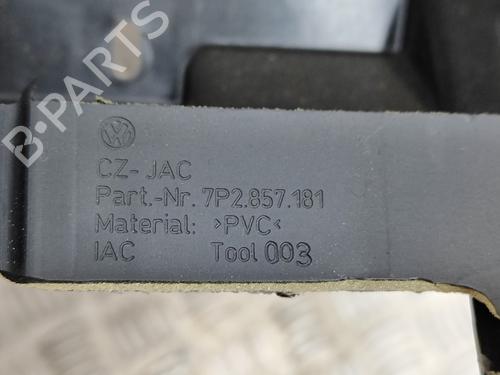 B-PARTS
CZ- JAC
Part.-Nr. 7P2.857.181
Material: >PVC<
IAC Tool 003